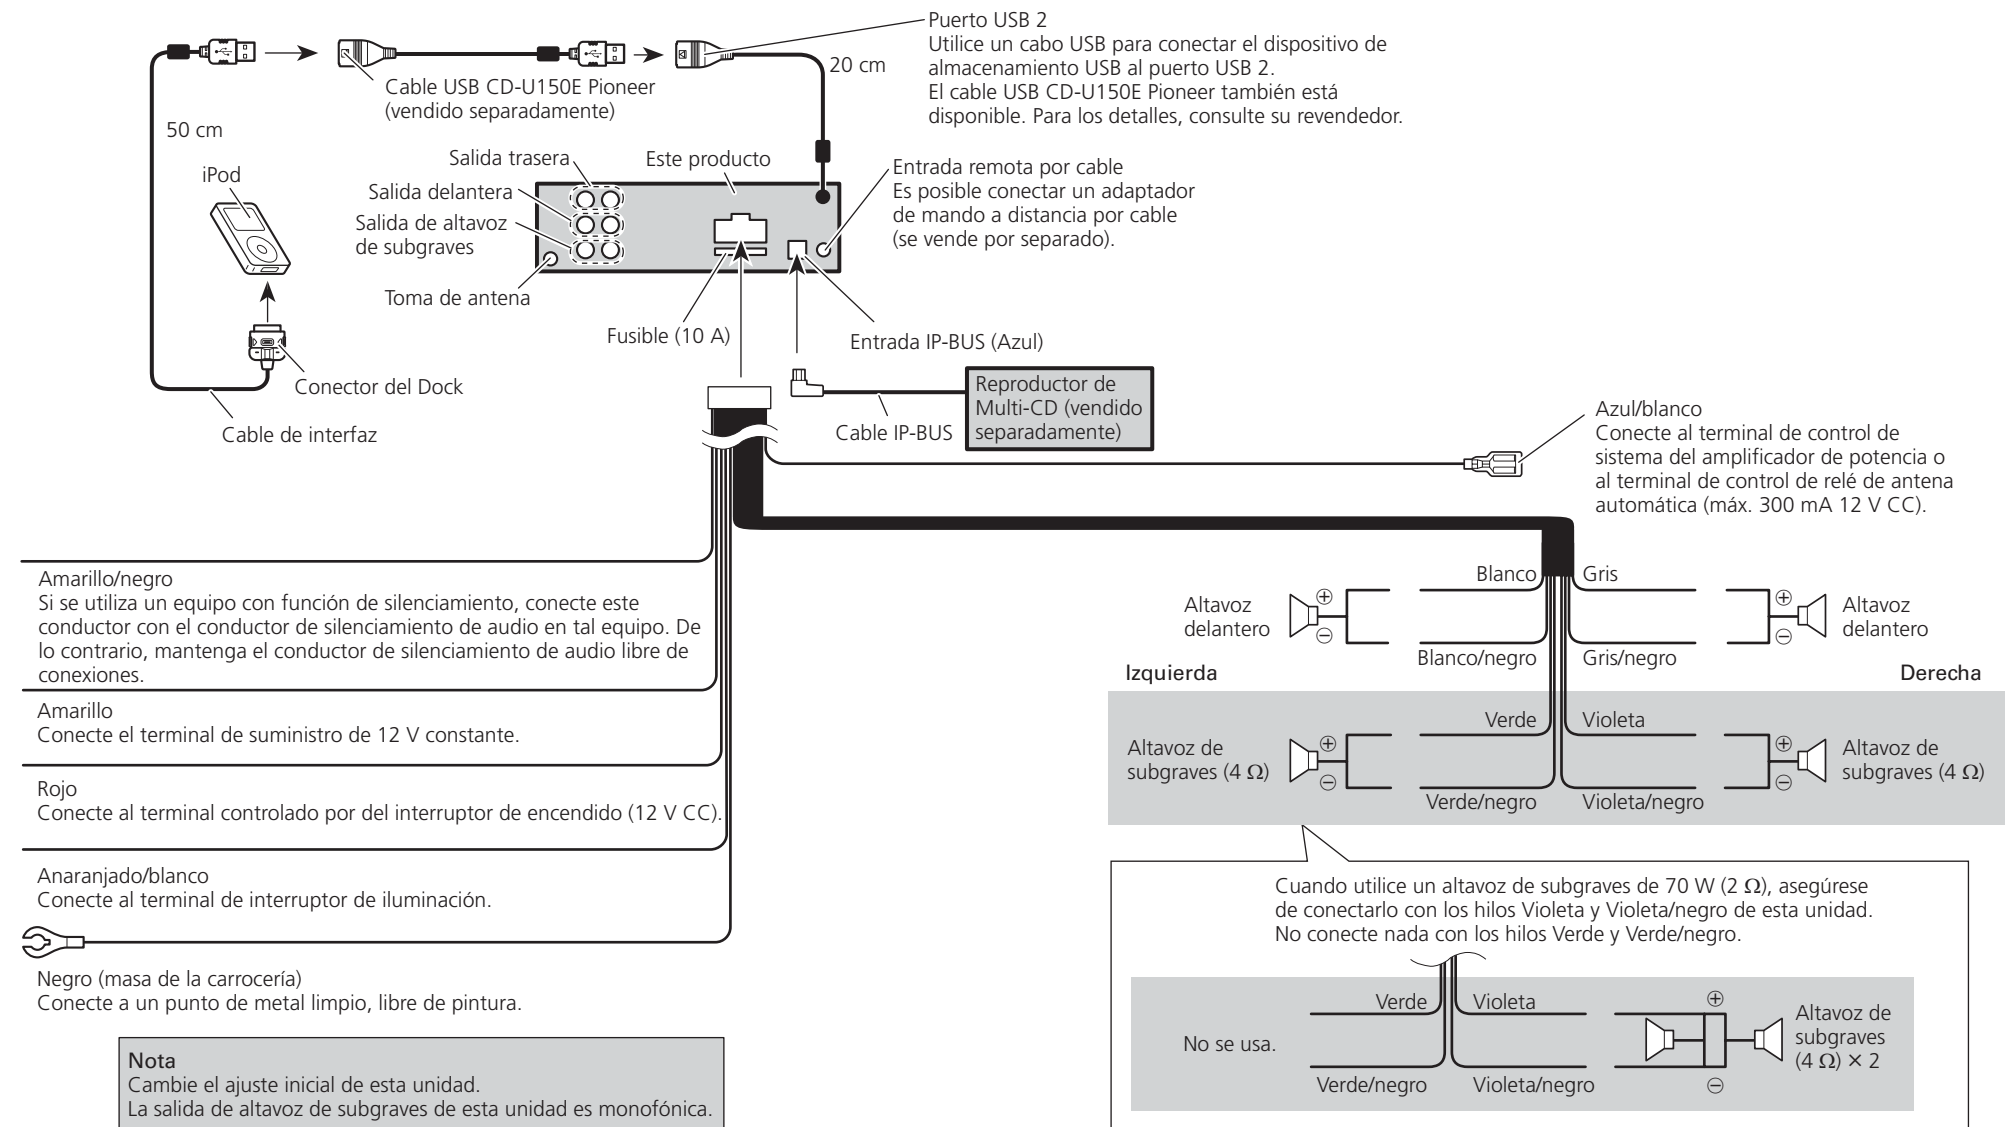 Puerto USB 2
Utilice un cabo USB para conectar el dispositivo de
almacenamiento USB al puerto USB 2.
El cable USB CD-U150E Pioneer también está
disponible. Para los detalles, consulte su revendedor.
20 cm
Cable USB CD-U150E Pioneer
(vendido separadamente)
50 cm
iPod
Salida trasera
Este producto
Salida delantera
Salida de altavoz
de subgraves
Entrada remota por cable
Es posible conectar un adaptador
de mando a distancia por cable
(se vende por separado).
Toma de antena
Fusible (10 A)
Entrada IP-BUS (Azul)
Conector del Dock
Cable de interfaz
Cable IP-BUS
Reproductor de
Multi-CD (vendido
separadamente)
Azul/blanco
Conecte al terminal de control de
sistema del amplificador de potencia o
al terminal de control de relé de antena
automática (máx. 300 mA 12 V CC).
Amarillo/negro
Si se utiliza un equipo con función de silenciamiento, conecte este
conductor con el conductor de silenciamiento de audio en tal equipo. De
lo contrario, mantenga el conductor de silenciamiento de audio libre de
conexiones.
Amarillo
Conecte el terminal de suministro de 12 V constante.
Rojo
Conecte al terminal controlado por del interruptor de encendido (12 V CC).
Anaranjado/blanco
Conecte al terminal de interruptor de iluminación.
Negro (masa de la carrocería)
Conecte a un punto de metal limpio, libre de pintura.
Nota
Cambie el ajuste inicial de esta unidad.
La salida de altavoz de subgraves de esta unidad es monofónica.
Blanco
Gris
Altavoz
delantero
⊕
⊖
⊕
⊖
Altavoz
delantero
Blanco/negro
Gris/negro
Izquierda
Derecha
Verde
Violeta
Altavoz de
subgraves (4 Ω)
⊕
⊖
⊕
⊖
Altavoz de
subgraves (4 Ω)
Verde/negro
Violeta/negro
Cuando utilice un altavoz de subgraves de 70 W (2 Ω), asegúrese
de conectarlo con los hilos Violeta y Violeta/negro de esta unidad.
No conecte nada con los hilos Verde y Verde/negro.
Verde
Violeta
⊕
No se usa.
Altavoz de
subgraves
(4 Ω) × 2
Verde/negro
Violeta/negro
⊖